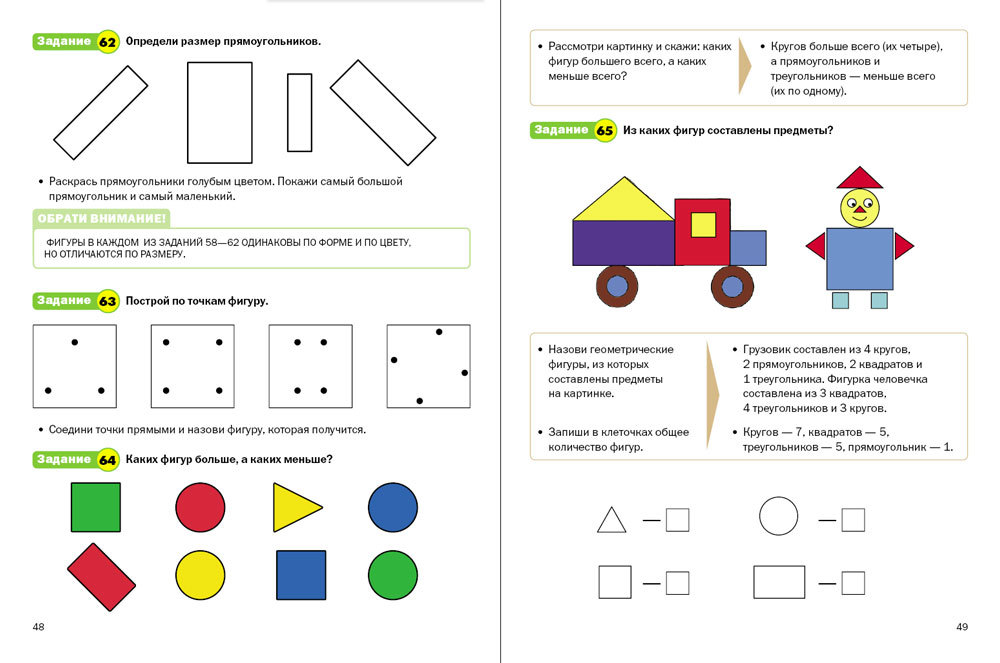 Задание 62 Определи размер прямоугольников.
• Раскрась прямоугольники голубым цветом. Покажи самый большой
прямоугольник и самый маленький.
ОБРАТИ ВНИМАНИЕ!
ФИГУРЫ В КАЖДОМ ИЗ ЗАДАНИЙ 58—62 ОДИНАКОВЫ ПО ФОРМЕ И ПО ЦВЕТУ,
НО ОТЛИЧАЮТСЯ ПО РАЗМЕРУ.
Задание 63 Построй по точкам фигуру.
• Соедини точки прямыми и назови фигуру, которая получится.
Задание 64 Каких фигур больше, а каких меньше?
48
• Рассмотри картинку и скажи: каких
фигур большего всего, а каких
меньше всего?
• Кругов больше всего (их четыре),
а прямоугольников и
треугольников — меньше всего
(их по одному).
Задание 65 Из каких фигур составлены предметы?
• Назови геометрические
фигуры, из которых
составлены предметы
на картинке.
• Запиши в клеточках общее
количество фигур.
• Грузовик составлен из 4 кругов,
2 прямоугольников, 2 квадратов и
1 треугольника. Фигурка человечка
составлена из 3 квадратов,
4 треугольников и 3 кругов.
• Кругов — 7, квадратов — 5,
треугольников — 5, прямоугольник — 1.
— —
— —
49